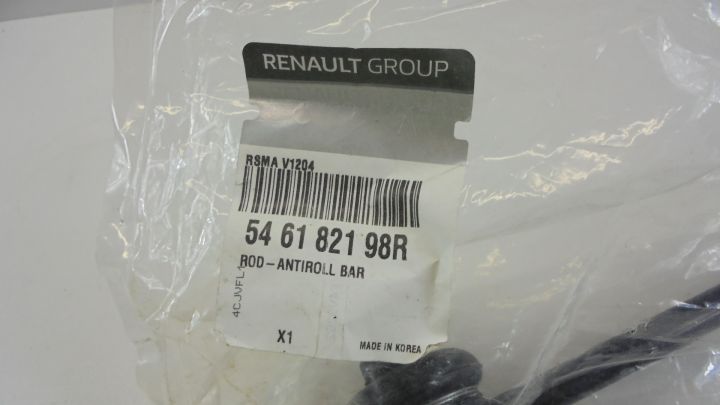 RENAULT GROUP
RSMA V1204
54 61 821 98R
ROD-ANTIROLL BAR
4CJVFL
X1
MADE IN KOREA